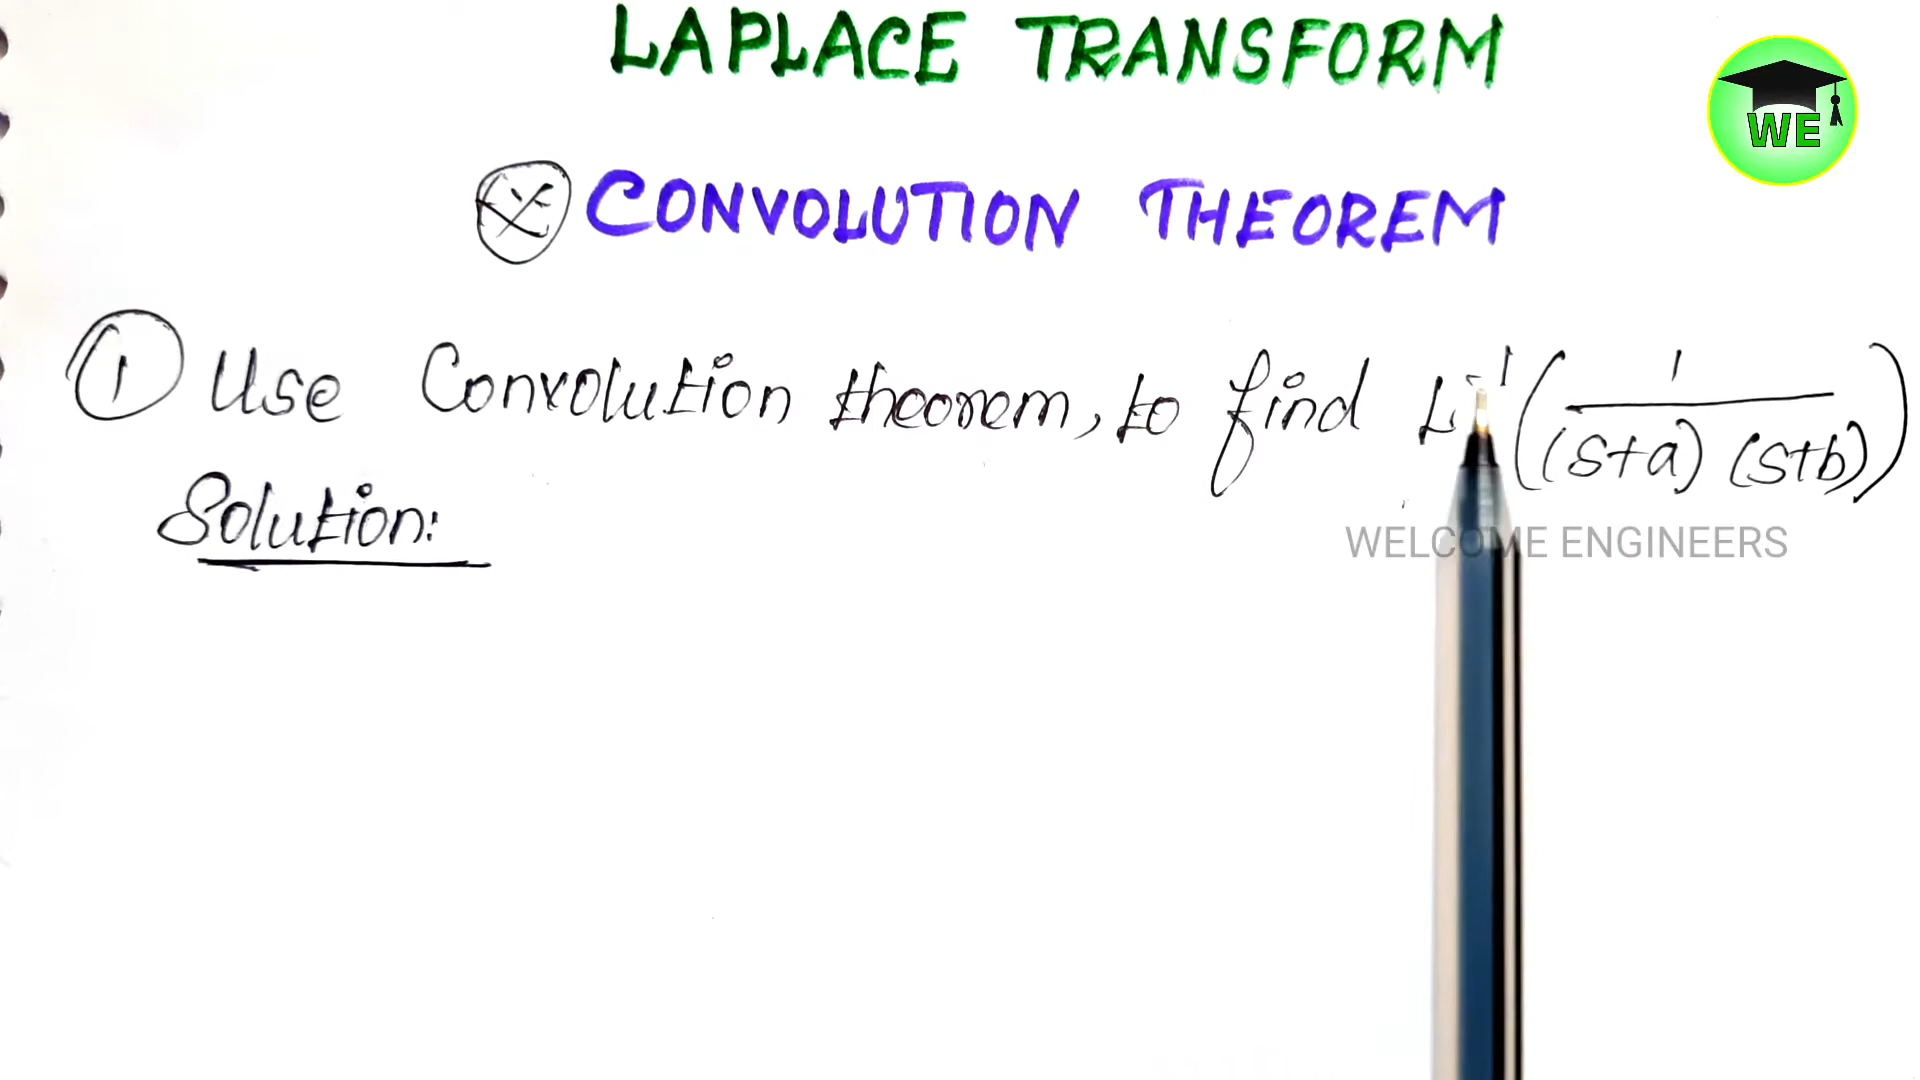 LAPLACE TRANSFORM
WE
CONVOLUTION THEOREM
① Use Convolution theorem, to find L⁻¹(1/((s+a)(s+b)))
Solution:
WELCOME ENGINEERS